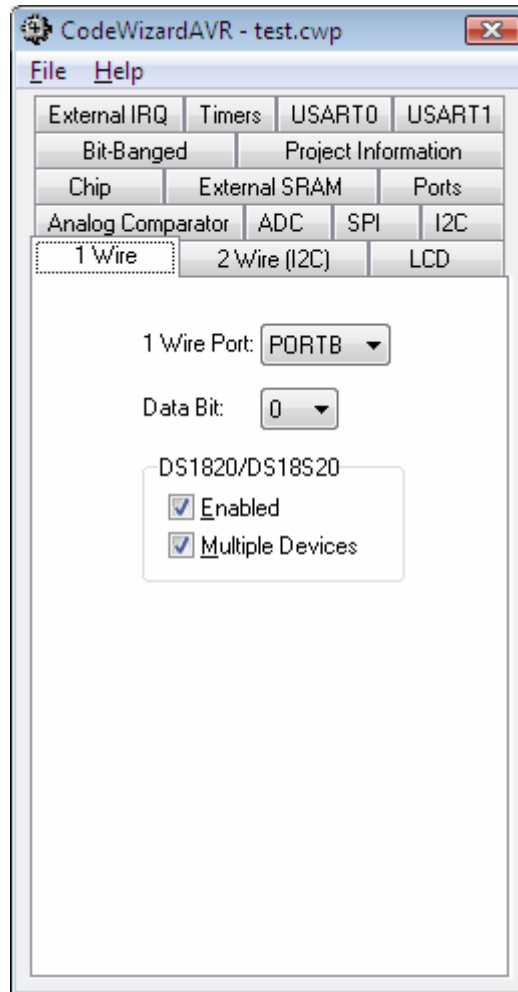 CodeWizardAVR - test.cwp
File Help
External IRQ Timers USART0 USART1
Bit-Banged Project Information
Chip External SRAM Ports
Analog Comparator ADC SPI I2C
1 Wire 2 Wire (I2C) LCD
1 Wire Port: PORTB
Data Bit: 0
DS1820/DS18S20
Enabled
Multiple Devices